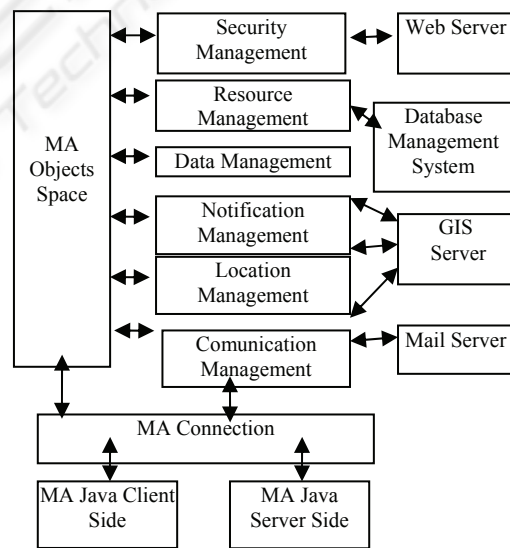 Security
Management
Web Server
Resource
Management
Database
Management
System
MA
Objects
Space
Data Management
Notification
Management
GIS
Server
Location
Management
Comunication
Management
Mail Server
MA Connection
MA Java Client
Side
MA Java
Server Side